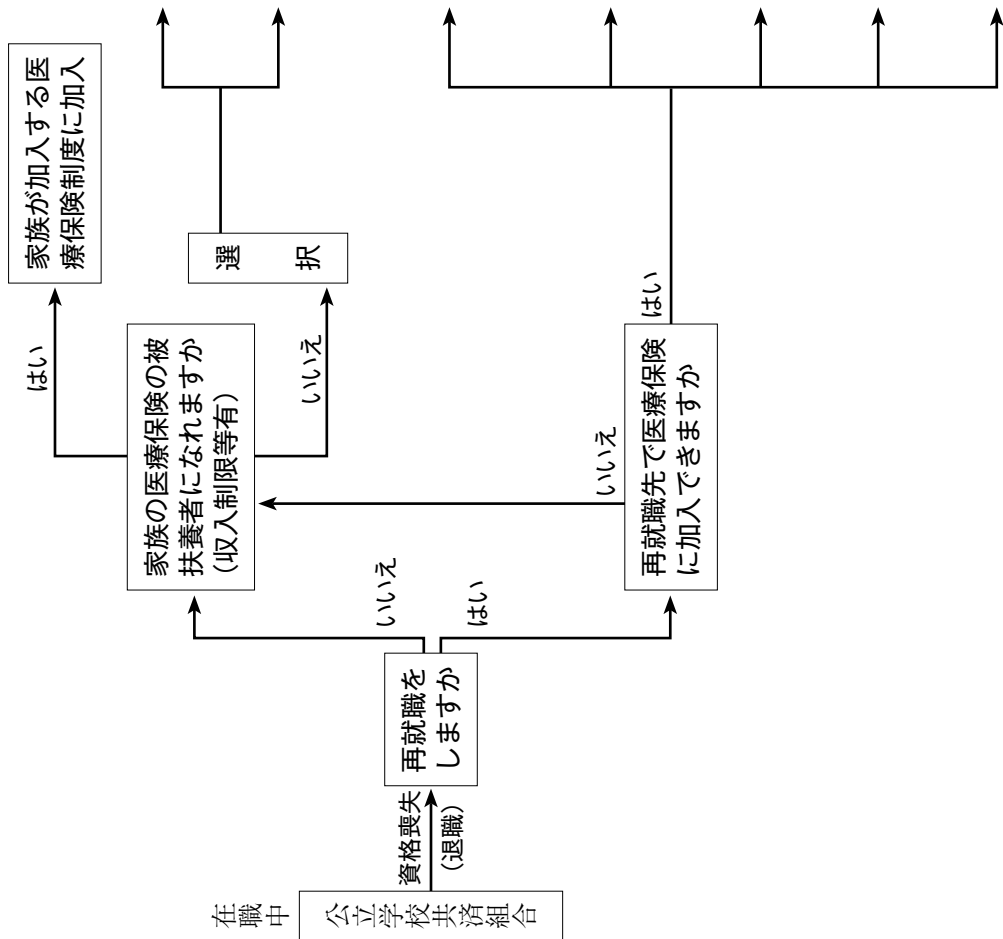 在職中
公立学校共済組合
資格喪失
（退職）
再就職を
しますか
いいえ
はい
家族の医療保険の被
扶養者になれますか
（収入制限等有）
再就職先で医療保険
に加入できますか
いいえ
はい
いいえ
はい
家族が加入する医
療保険制度に加入
選択